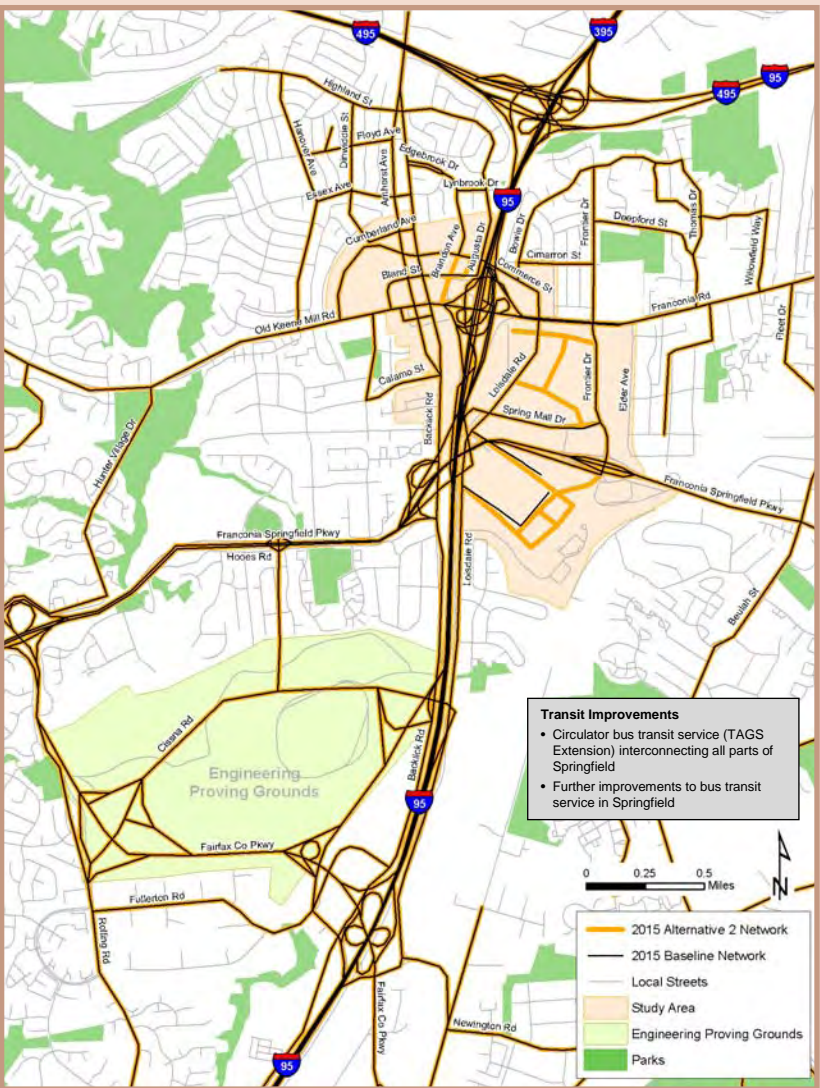 495
395
95
495
Highland St
Hanover Ave
Dinwiddie St
Floyd Ave
Amherst Ave
Edgebrook Dr
Essex Ave
Lynbrook Dr
95
Bowie Dr
Frontier Dr
Deepford St
Thomas Dr
Willowfield Way
Cumberland Ave
Brandon Ave
Augusta Dr
Cimarron St
Bland St
Commerce St
Franconia Rd
Old Keene Mill Rd
Fleet Dr
Calamo St
Loisdale Rd
Frontier Dr
Elder Ave
Backlick Rd
Spring Mall Dr
Hunter Village Dr
Franconia Springfield Pkwy
Franconia Springfield Pkwy
Hooes Rd
Loisdale Rd
Beulah St
Transit Improvements
• Circulator bus transit service (TAGS
Extension) interconnecting all parts of
Springfield
• Further improvements to bus transit
service in Springfield
Cissna Rd
Backlick Rd
Engineering
Proving Grounds
95
Fairfax Co Pkwy
N
0 0.25 0.5
Miles
Fullerton Rd
Rolling Rd
Fairfax Co Pkwy
Newington Rd
95
2015 Alternative 2 Network
2015 Baseline Network
Local Streets
Study Area
Engineering Proving Grounds
Parks